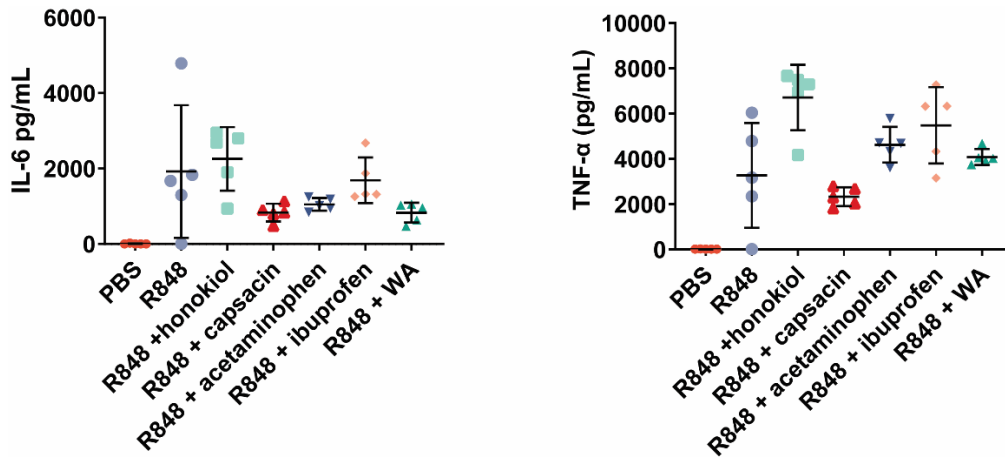 IL-6 pg/mL
6000
4000
2000
0
PBS
R848
R848 +honokiol
R848 + capsacin
R848 + acetaminophen
R848 + ibuprofen
R848 + WA
TNF-α (pg/mL)
10000
8000
6000
4000
2000
0
PBS
R848
R848 +honokiol
R848 + capsacin
R848 + acetaminophen
R848 + ibuprofen
R848 + WA